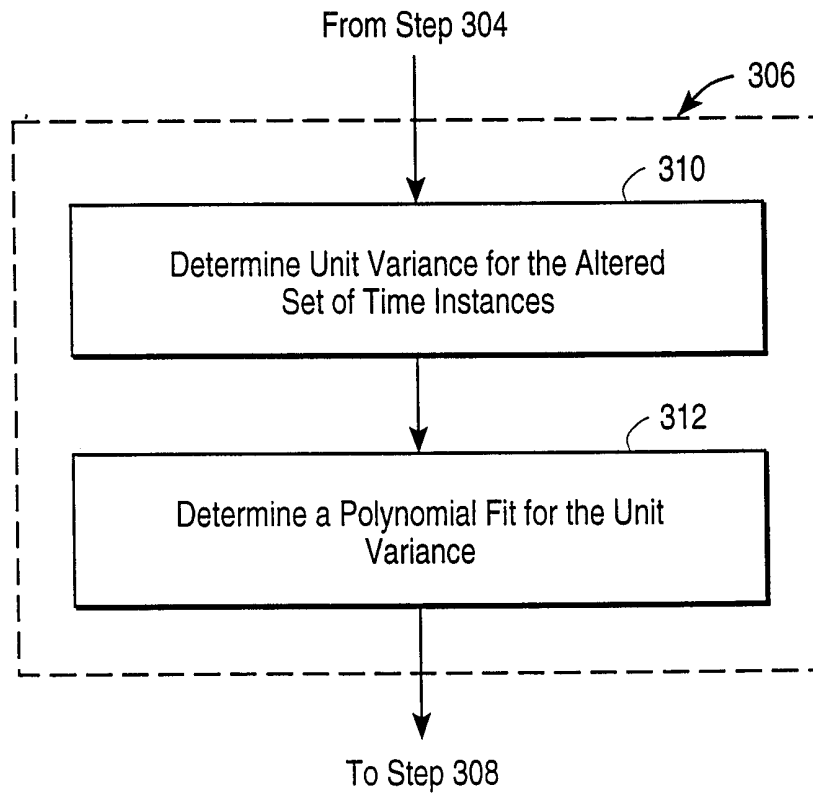 From Step 304
306
310
Determine Unit Variance for the Altered
Set of Time Instances
312
Determine a Polynomial Fit for the Unit
Variance
To Step 308